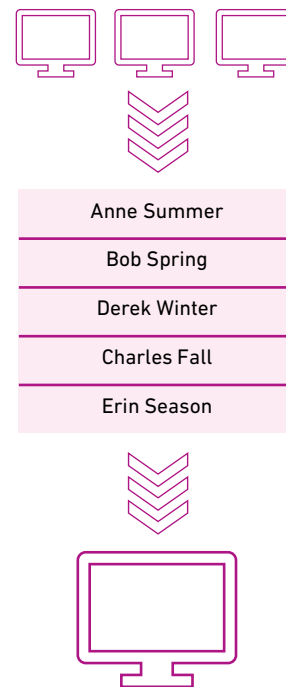 Anne Summer
Bob Spring
Derek Winter
Charles Fall
Erin Season